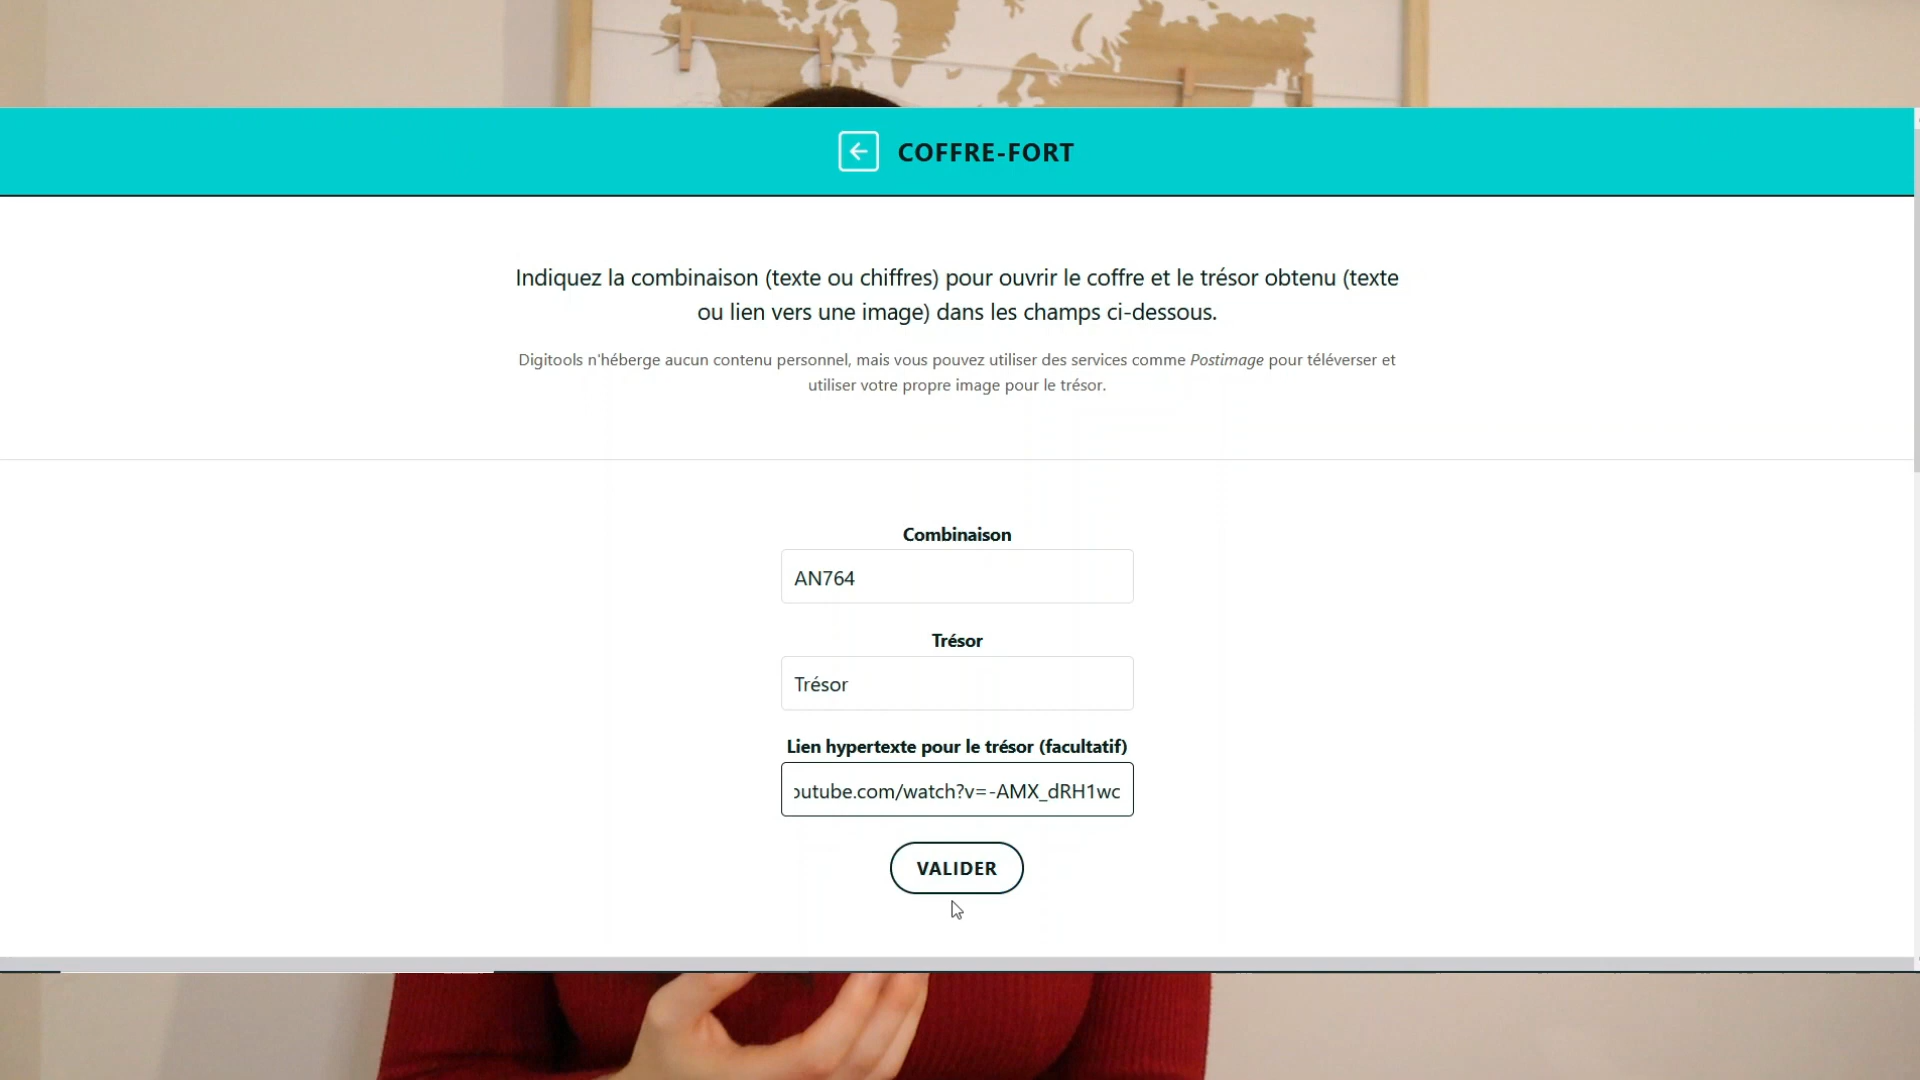 COFFRE-FORT
Indiquez la combinaison (texte ou chiffres) pour ouvrir le coffre et le trésor obtenu (texte
ou lien vers une image) dans les champs ci-dessous.
Digitools n'héberge aucun contenu personnel, mais vous pouvez utiliser des services comme Postimage pour téléverser et
utiliser votre propre image pour le trésor.
Combinaison
AN764
Trésor
Trésor
Lien hypertexte pour le trésor (facultatif)
outube.com/watch?v=-AMX_dRH1wc
VALIDER